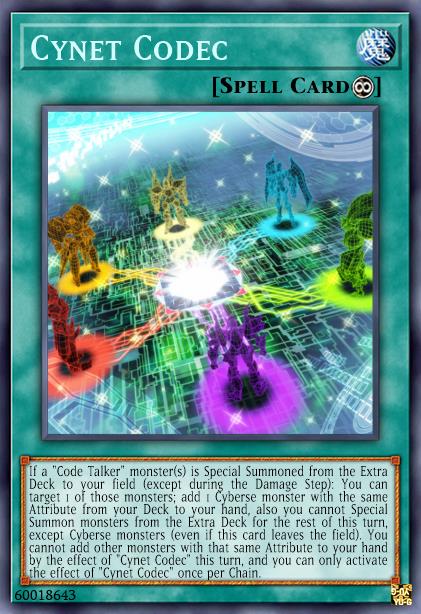 Cynet Codec
[Spell Card]
If a "Code Talker" monster(s) is Special Summoned from the Extra
Deck to your field (except during the Damage Step): You can
target 1 of those monsters; add 1 Cyberse monster with the same
Attribute from your Deck to your hand, also you cannot Special
Summon monsters from the Extra Deck for the rest of this turn,
except Cyberse monsters (even if this card leaves the field). You
cannot add other monsters with that same Attribute to your hand
by the effect of "Cynet Codec" this turn, and you can only activate
the effect of "Cynet Codec" once per Chain.
60018643